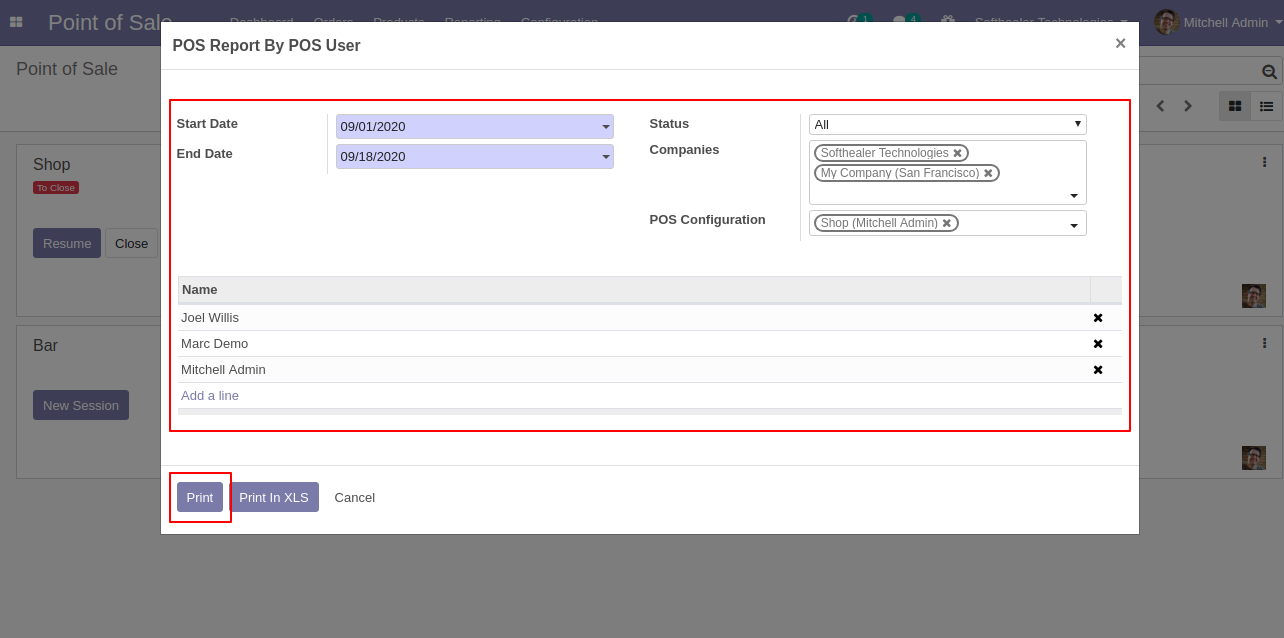 Point of Sale
Dashboard Orders Products Reporting Configuration
1
4
Softhealer Technologies
Mitchell Admin
POS Report By POS User
×
Point of Sale
Start Date
09/01/2020
End Date
09/18/2020
Status
All
Companies
Softhealer Technologies
My Company (San Francisco)
POS Configuration
Shop (Mitchell Admin)
Shop
To Close
Resume
Close
Name
Joel Willis
Marc Demo
Mitchell Admin
Add a line
Bar
New Session
Print
Print In XLS
Cancel